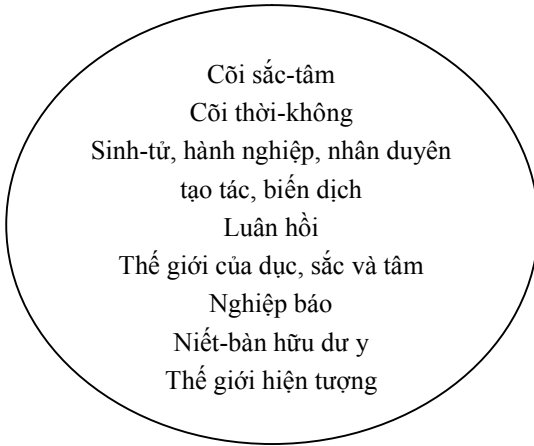 Cõi sắc-tâm
Cõi thời-không
Sinh-tử, hành nghiệp, nhân duyên
tạo tác, biến dịch
Luân hồi
Thế giới của dục, sắc và tâm
Nghiệp báo
Niết-bàn hữu dư y
Thế giới hiện tượng